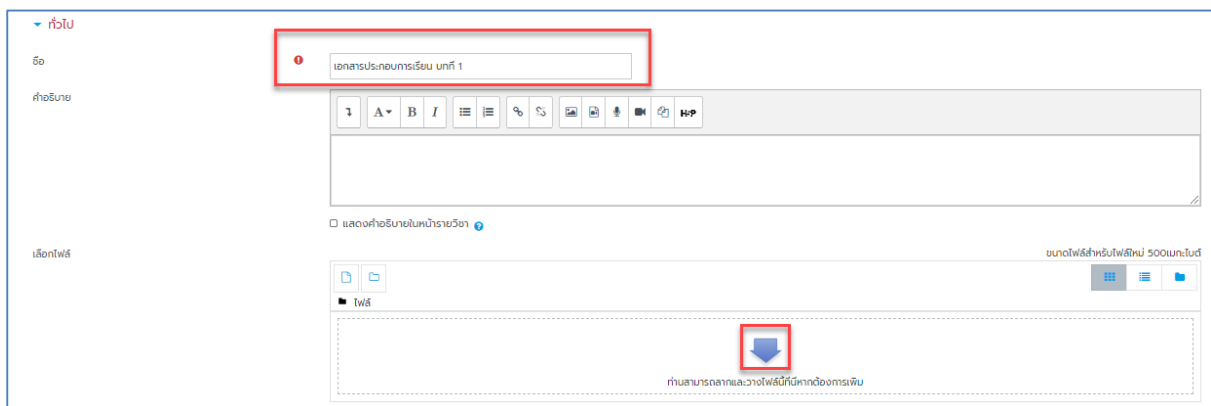 ทั่วไป
ชื่อ
เอกสารประกอบการเรียน บทที่ 1
คำอธิบาย
A B I H-P
แสดงคำอธิบายในหน้ารายวิชา
เลือกไฟล์
ขนาดไฟล์สำหรับไฟล์ใหม่ 500เมกะไบต์
ไฟล์
ท่านสามารถลากและวางไฟล์นี้ที่นี่หากต้องการเพิ่ม